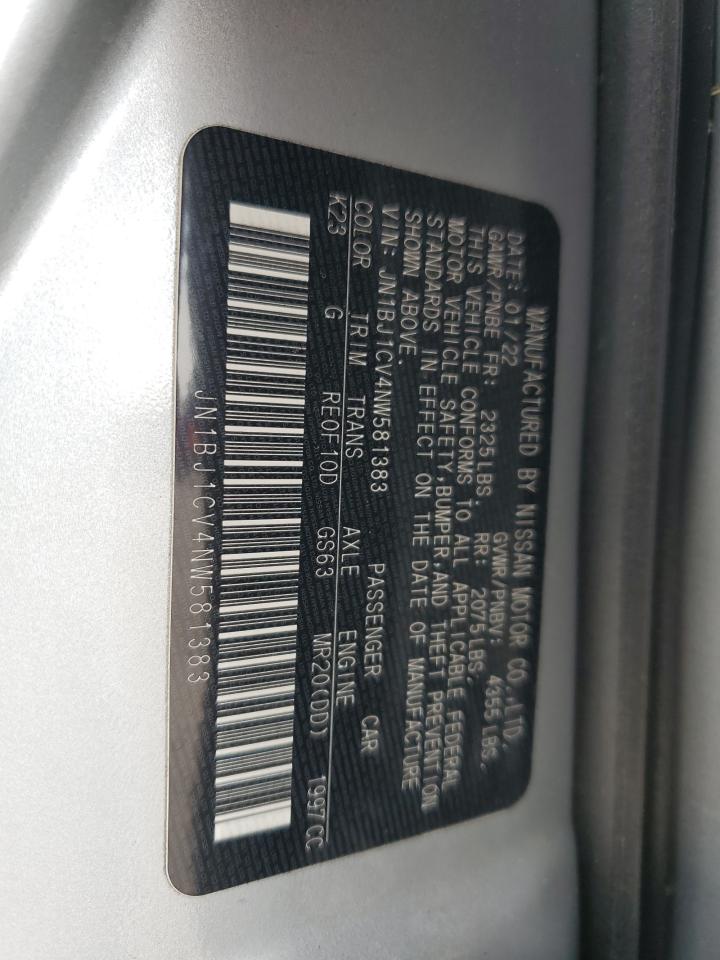 MANUFACTURED BY NISSAN MOTOR CO.,LTD.
DATE: 01/22 GVWR/PNBV: 4355 LBS,
GAWR/PNBE FR: 2325LBS, RR: 2075LBS,
THIS VEHICLE CONFORMS TO ALL APPLICABLE FEDERAL
MOTOR VEHICLE SAFETY,BUMPER,AND THEFT PREVENTION
STANDARDS IN EFFECT ON THE DATE OF MANUFACTURE
SHOWN ABOVE.
VIN: JN1BJ1CV4NW581383 PASSENGER CAR
COLOR TRIM TRANS AXLE ENGINE
K23 G RE0F10D GS63 MR20(DD) 1997CC
JN1BJ1CV4NW581383